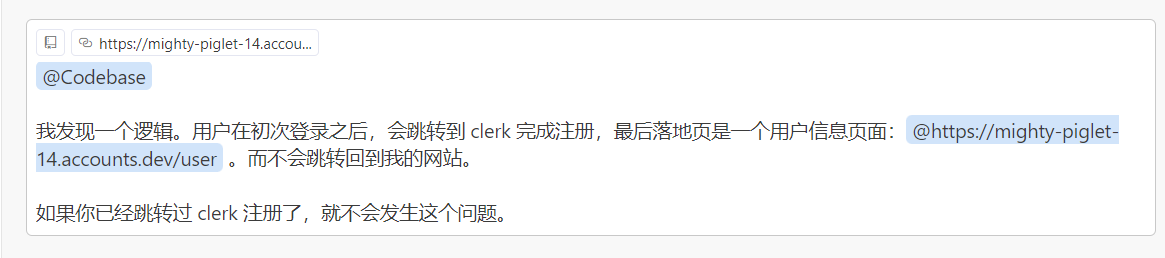 https://mighty-piglet-14.accou...
@Codebase
我发现一个逻辑。用户在初次登录之后，会跳转到 clerk 完成注册，最后落地页是一个用户信息页面： @https://mighty-piglet-
14.accounts.dev/user 。而不会跳转回到我的网站。
如果你已经跳转过 clerk 注册了，就不会发生这个问题。